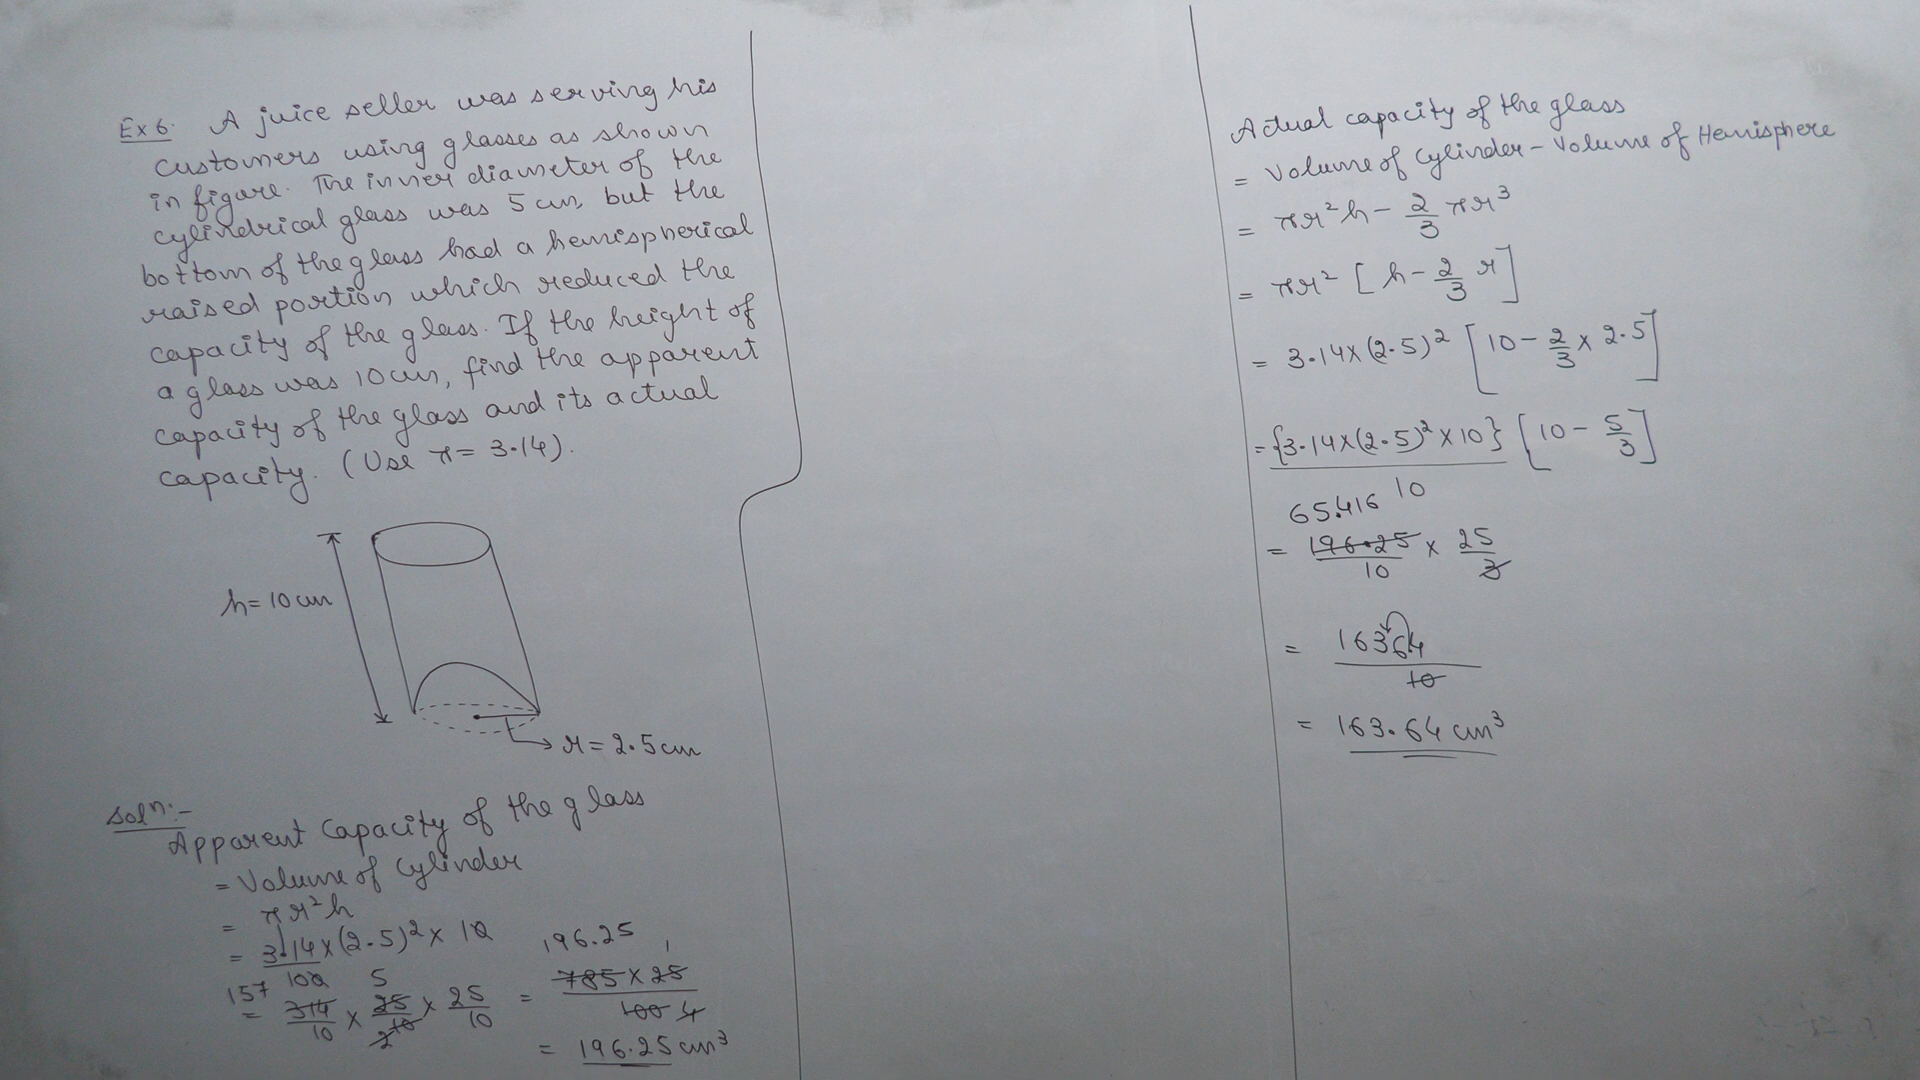 Ex 6. A juice seller was serving his
customers using glasses as shown
in figure. The inner diameter of the
cylindrical glass was 5 cm, but the
bottom of the glass had a hemispherical
raised portion which reduced the
capacity of the glass. If the height of
a glass was 10cm, find the apparent
capacity of the glass and its actual
capacity. (Use π = 3.14).
h = 10 cm
r = 2.5 cm
Solⁿ:-
Apparent Capacity of the glass
= Volume of cylinder
= πr²h
= 3.14 × (2.5)² × 10
100
157 5
= 314/10 × 25/10 × 25/10 = 785 × 25/100
2
196.25 1
4
= 196.25 cm³
Actual capacity of the glass
= Volume of cylinder - Volume of Hemisphere
= πr²h - 2/3 πr³
= πr² [h - 2/3 r]
= 3.14 × (2.5)² [10 - 2/3 × 2.5]
= {3.14 × (2.5)² × 10} [10 - 5/3]
10
65.416
= 196.25/10 × 25/3
= 16364/10
= 163.64 cm³